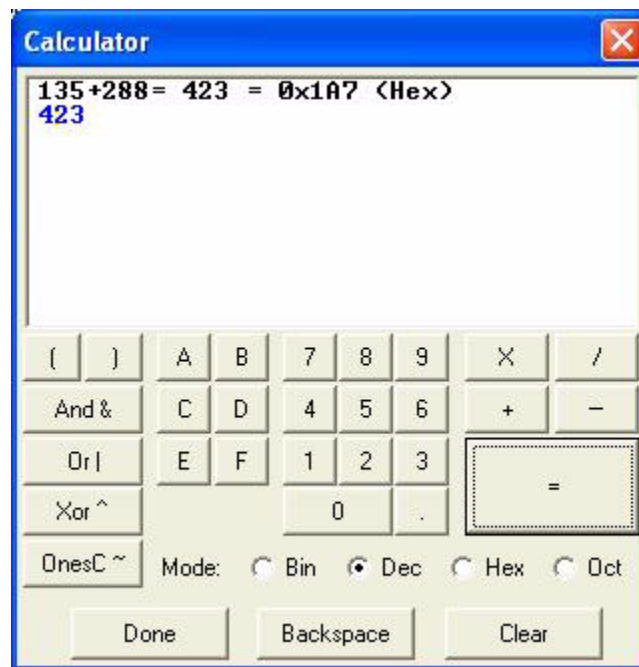 Calculator
135+288= 423 = 0x1A7 (Hex)
423
( ) A B 7 8 9 X /
And & C D 4 5 6 + –
Or | E F 1 2 3 =
Xor ^ 0 .
OnesC ~ Mode: Bin Dec Hex Oct
Done Backspace Clear